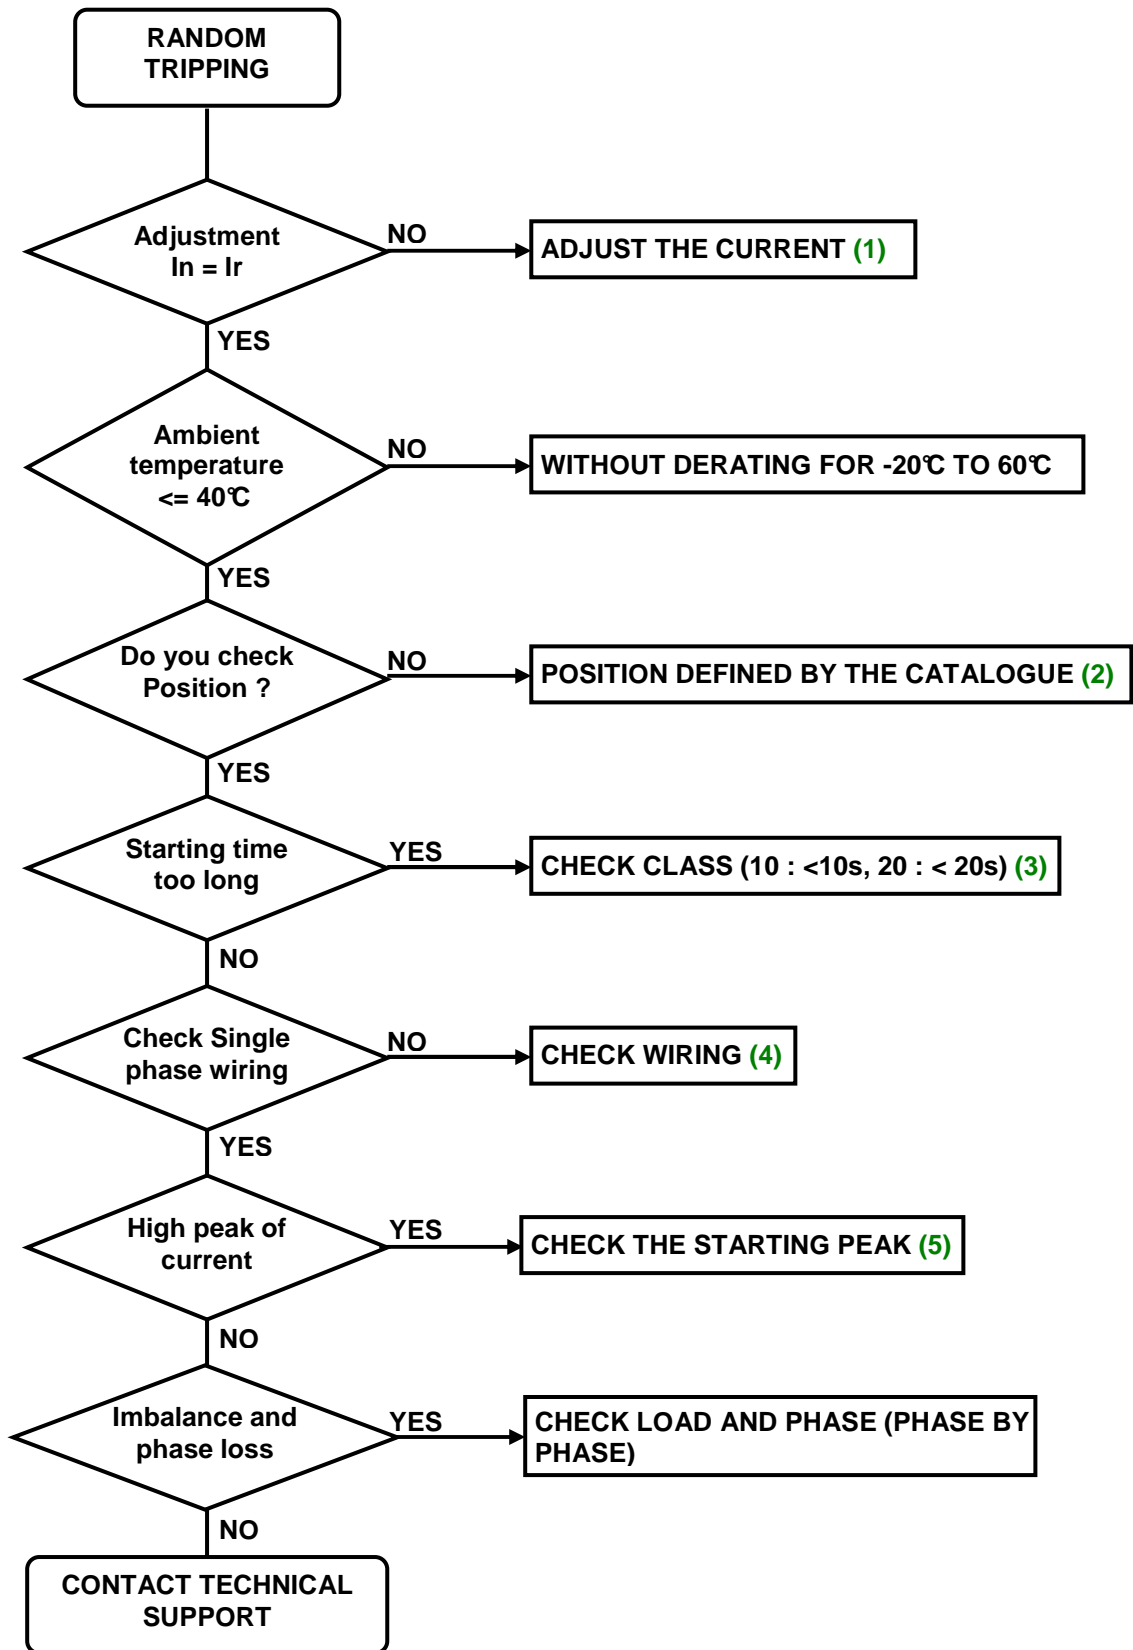 RANDOM
TRIPPING
Adjustment
In = Ir
NO
ADJUST THE CURRENT (1)
YES
Ambient
temperature
<= 40°C
NO
WITHOUT DERATING FOR -20°C TO 60°C
YES
Do you check
Position ?
NO
POSITION DEFINED BY THE CATALOGUE (2)
YES
Starting time
too long
YES
CHECK CLASS (10 : <10s, 20 : < 20s) (3)
NO
Check Single
phase wiring
NO
CHECK WIRING (4)
YES
High peak of
current
YES
CHECK THE STARTING PEAK (5)
NO
Imbalance and
phase loss
YES
CHECK LOAD AND PHASE (PHASE BY
PHASE)
NO
CONTACT TECHNICAL
SUPPORT